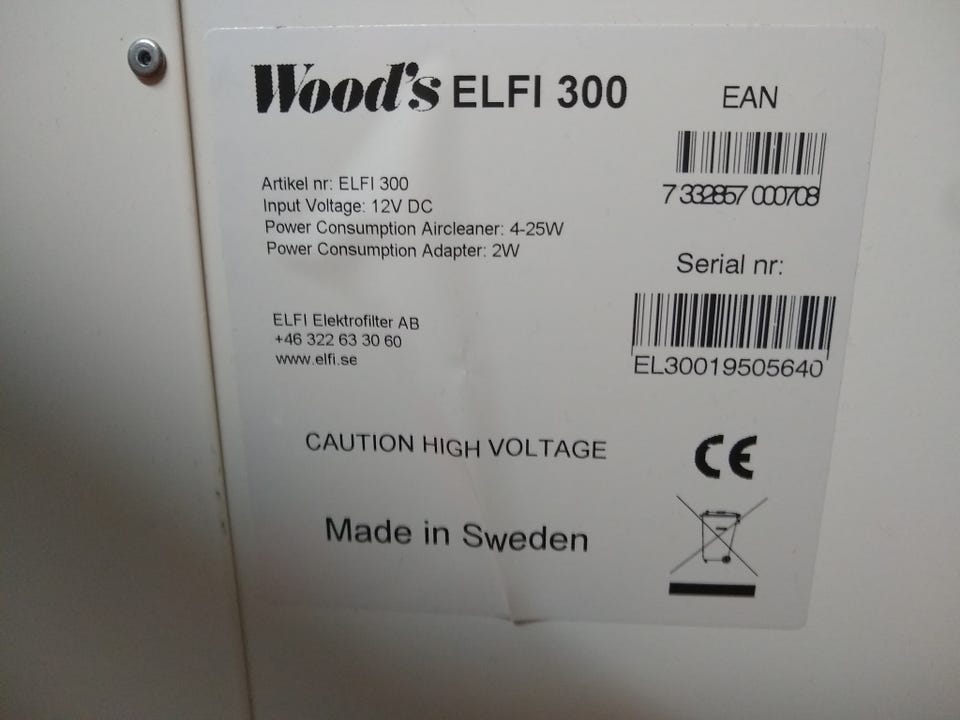 Wood's ELFI 300
EAN
7 332857 000708
Artikel nr: ELFI 300
Input Voltage: 12V DC
Power Consumption Aircleaner: 4-25W
Power Consumption Adapter: 2W
Serial nr:
EL30019505640
ELFI Elektrofilter AB
+46 322 63 30 60
www.elfi.se
CAUTION HIGH VOLTAGE
CE
Made in Sweden